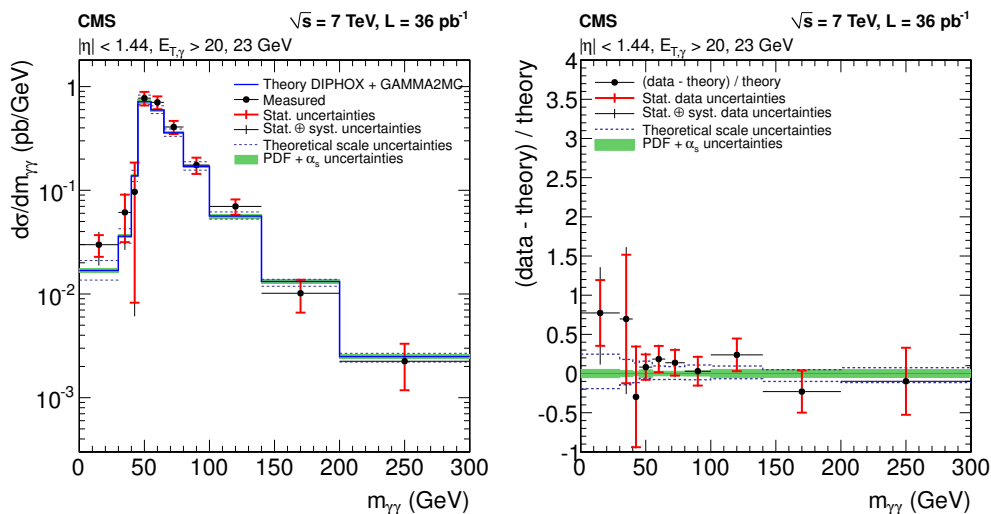 CMS √s = 7 TeV, L = 36 pb⁻¹
|η| < 1.44, E_T,γ > 20, 23 GeV
dσ/dm_γγ (pb/GeV)
1
10⁻¹
10⁻²
10⁻³
Theory DIPHOX + GAMMA2MC
Measured
Stat. uncertainties
Stat. ⊕ syst. uncertainties
Theoretical scale uncertainties
PDF + α_s uncertainties
0 50 100 150 200 250 300
m_γγ (GeV)
CMS √s = 7 TeV, L = 36 pb⁻¹
|η| < 1.44, E_T,γ > 20, 23 GeV
(data - theory) / theory
4
3.5
3
2.5
2
1.5
1
0.5
0
-0.5
-1
(data - theory) / theory
Stat. data uncertainties
Stat. ⊕ syst. data uncertainties
Theoretical scale uncertainties
PDF + α_s uncertainties
0 50 100 150 200 250 300
m_γγ (GeV)